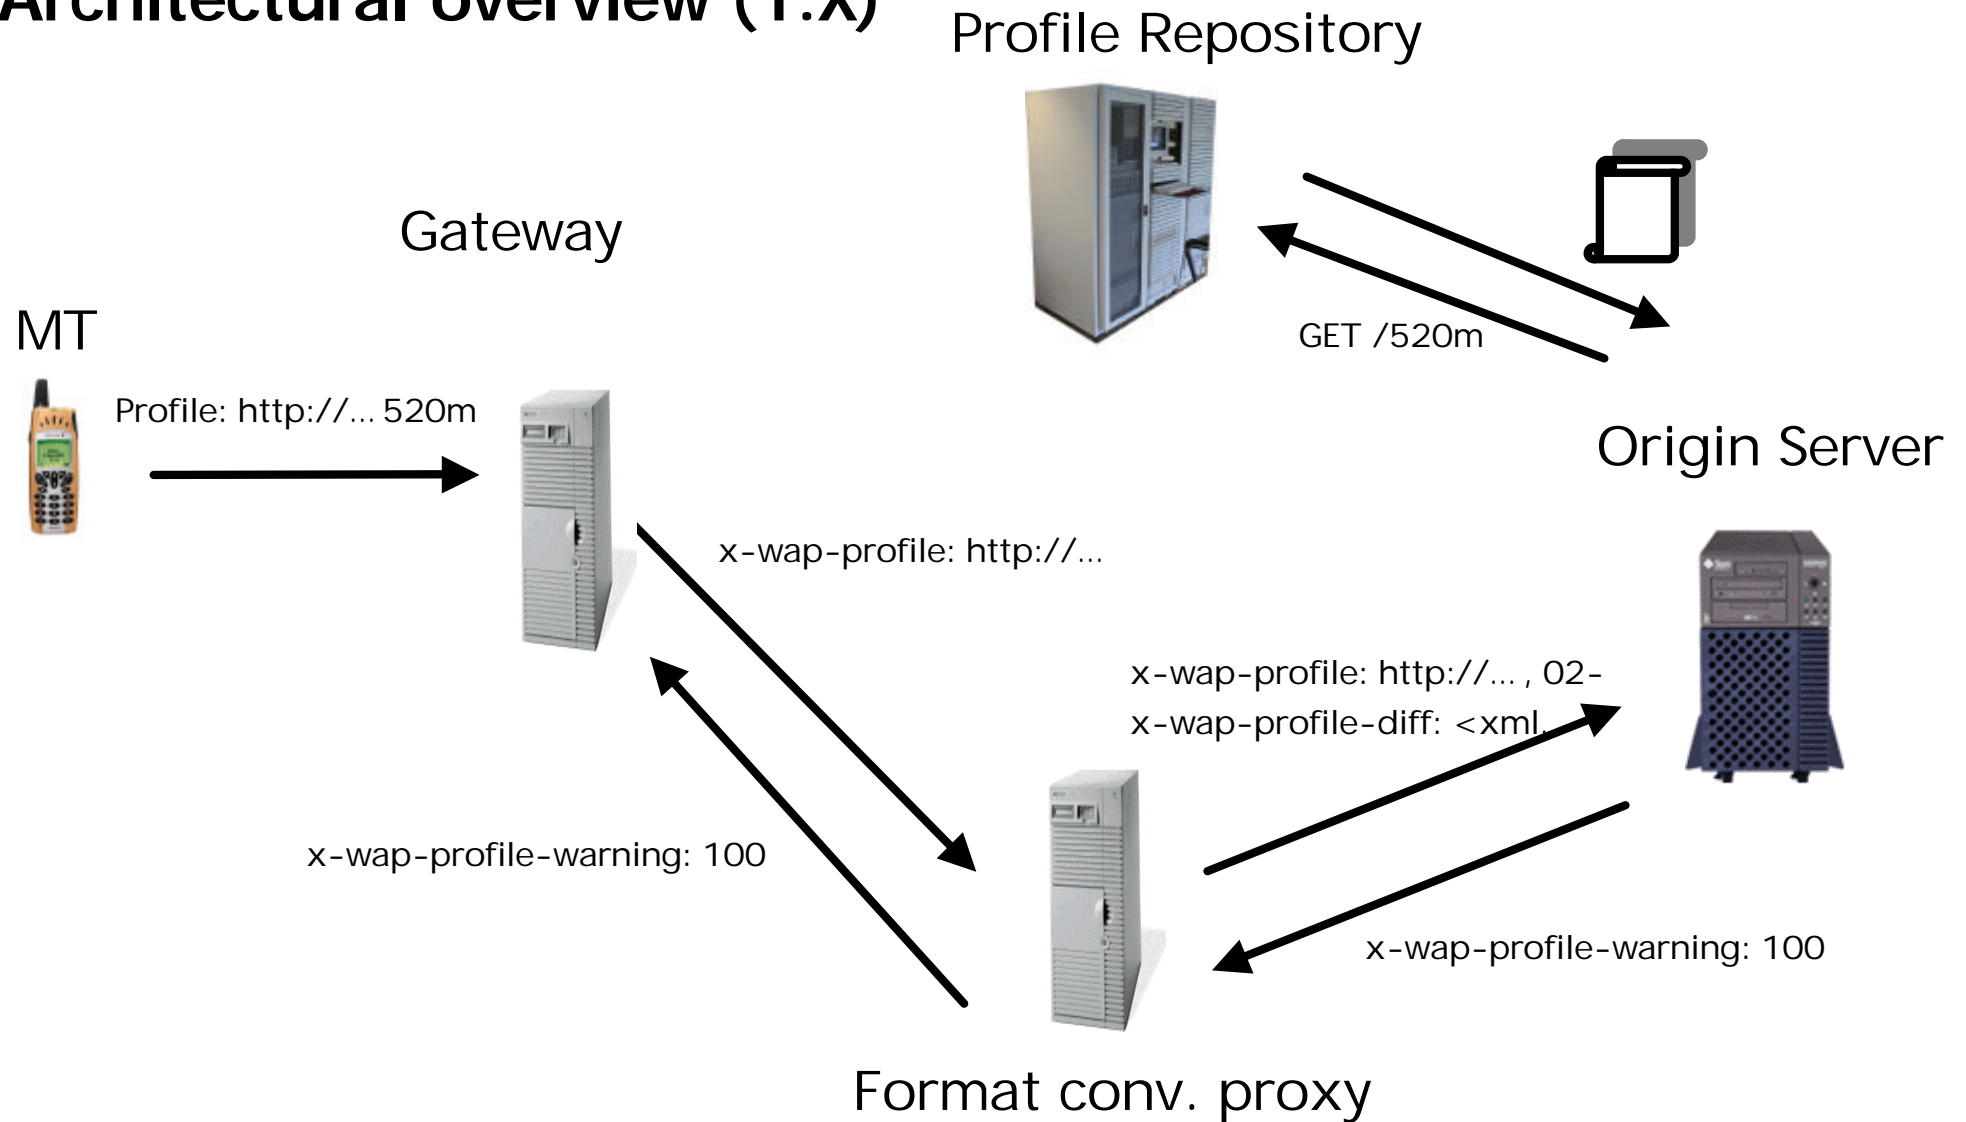 Architectural overview (1.x)
Profile Repository
Gateway
MT
GET /520m
Profile: http://... 520m
Origin Server
x-wap-profile: http://...
x-wap-profile: http://... , 02-
x-wap-profile-diff: <xml.
x-wap-profile-warning: 100
x-wap-profile-warning: 100
Format conv. proxy